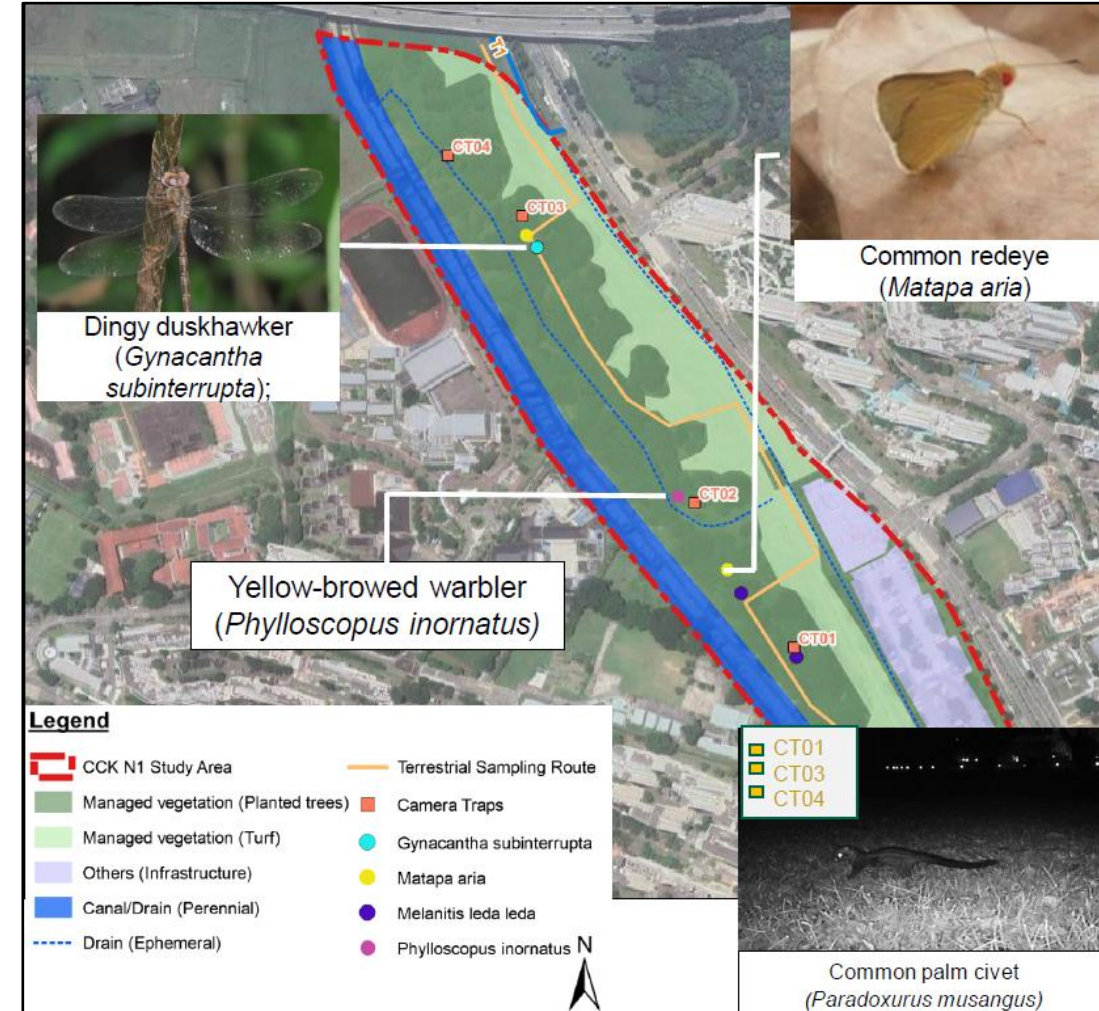 T1
CT04
CT03
Dingy duskhawker
(Gynacantha
subinterrupta);
Common redeye
(Matapa aria)
CT02
Yellow-browed warbler
(Phylloscopus inornatus)
CT01
Legend
CCK N1 Study Area
Managed vegetation (Planted trees)
Managed vegetation (Turf)
Others (Infrastructure)
Canal/Drain (Perennial)
Drain (Ephemeral)
Terrestrial Sampling Route
Camera Traps
Gynacantha subinterrupta
Matapa aria
Melanitis leda leda
Phylloscopus inornatus
N
CT01
CT03
CT04
Common palm civet
(Paradoxurus musangus)